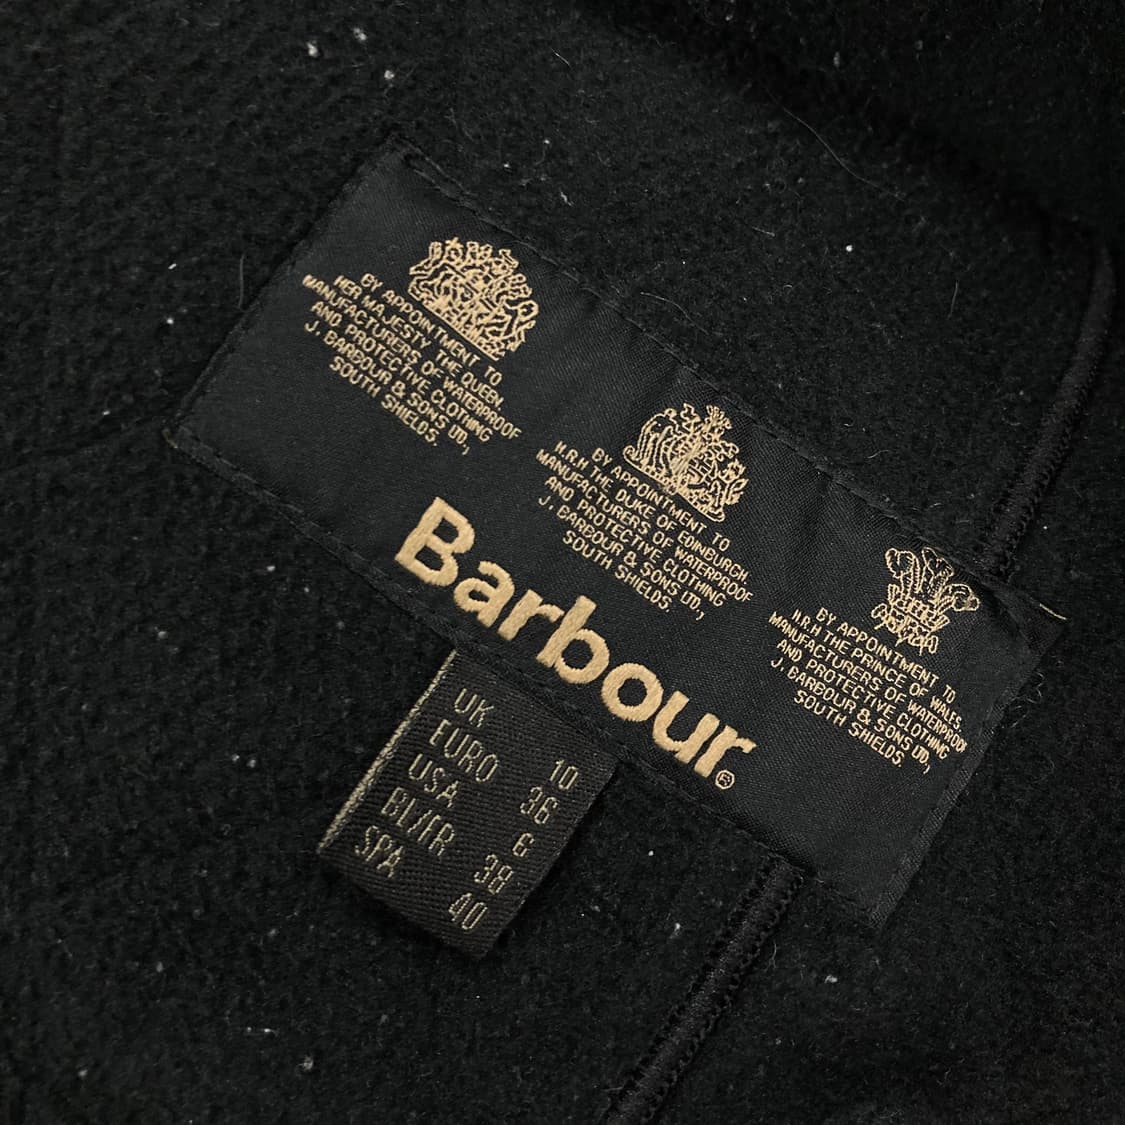 BY APPOINTMENT TO
HER MAJESTY THE QUEEN,
MANUFACTURERS OF WATERPROOF
AND PROTECTIVE CLOTHING
J. BARBOUR & SONS LTD.,
SOUTH SHIELDS.
BY APPOINTMENT TO
H.R.H THE DUKE OF EDINBURGH,
MANUFACTURERS OF WATERPROOF
AND PROTECTIVE CLOTHING
J. BARBOUR & SONS LTD.,
SOUTH SHIELDS.
BY APPOINTMENT TO
H.R.H THE PRINCE OF WALES,
MANUFACTURERS OF WATERPROOF
AND PROTECTIVE CLOTHING
J. BARBOUR & SONS LTD.,
SOUTH SHIELDS.
Barbour®
UK 10
EURO 36
USA 6
BI/FR 38
SPA 40